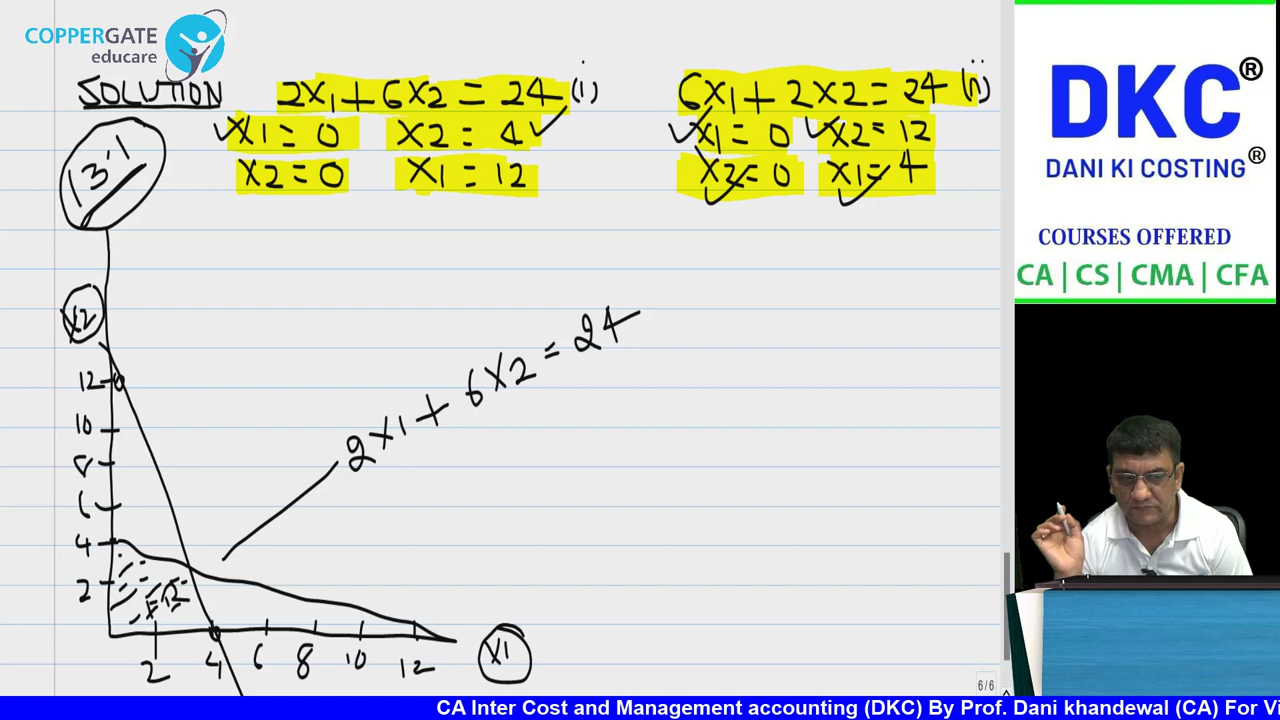 COPPERGATE
educare
SOLUTION 2X1 + 6X2 = 24 (i) 6X1 + 2X2 = 24 (ii)
X1 = 0 X2 = 4 X1 = 0 X2 = 12
X2 = 0 X1 = 12 X2 = 0 X1 = 4
13.1
X2
12
10
8
6
4
2
2X1 + 6X2 = 24
2 4 6 8 10 12 X1
6/6
DKC®
DANI KI COSTING®
COURSES OFFERED
CA | CS | CMA | CFA
CA Inter Cost and Management accounting (DKC) By Prof. Dani khandewal (CA) For Vi